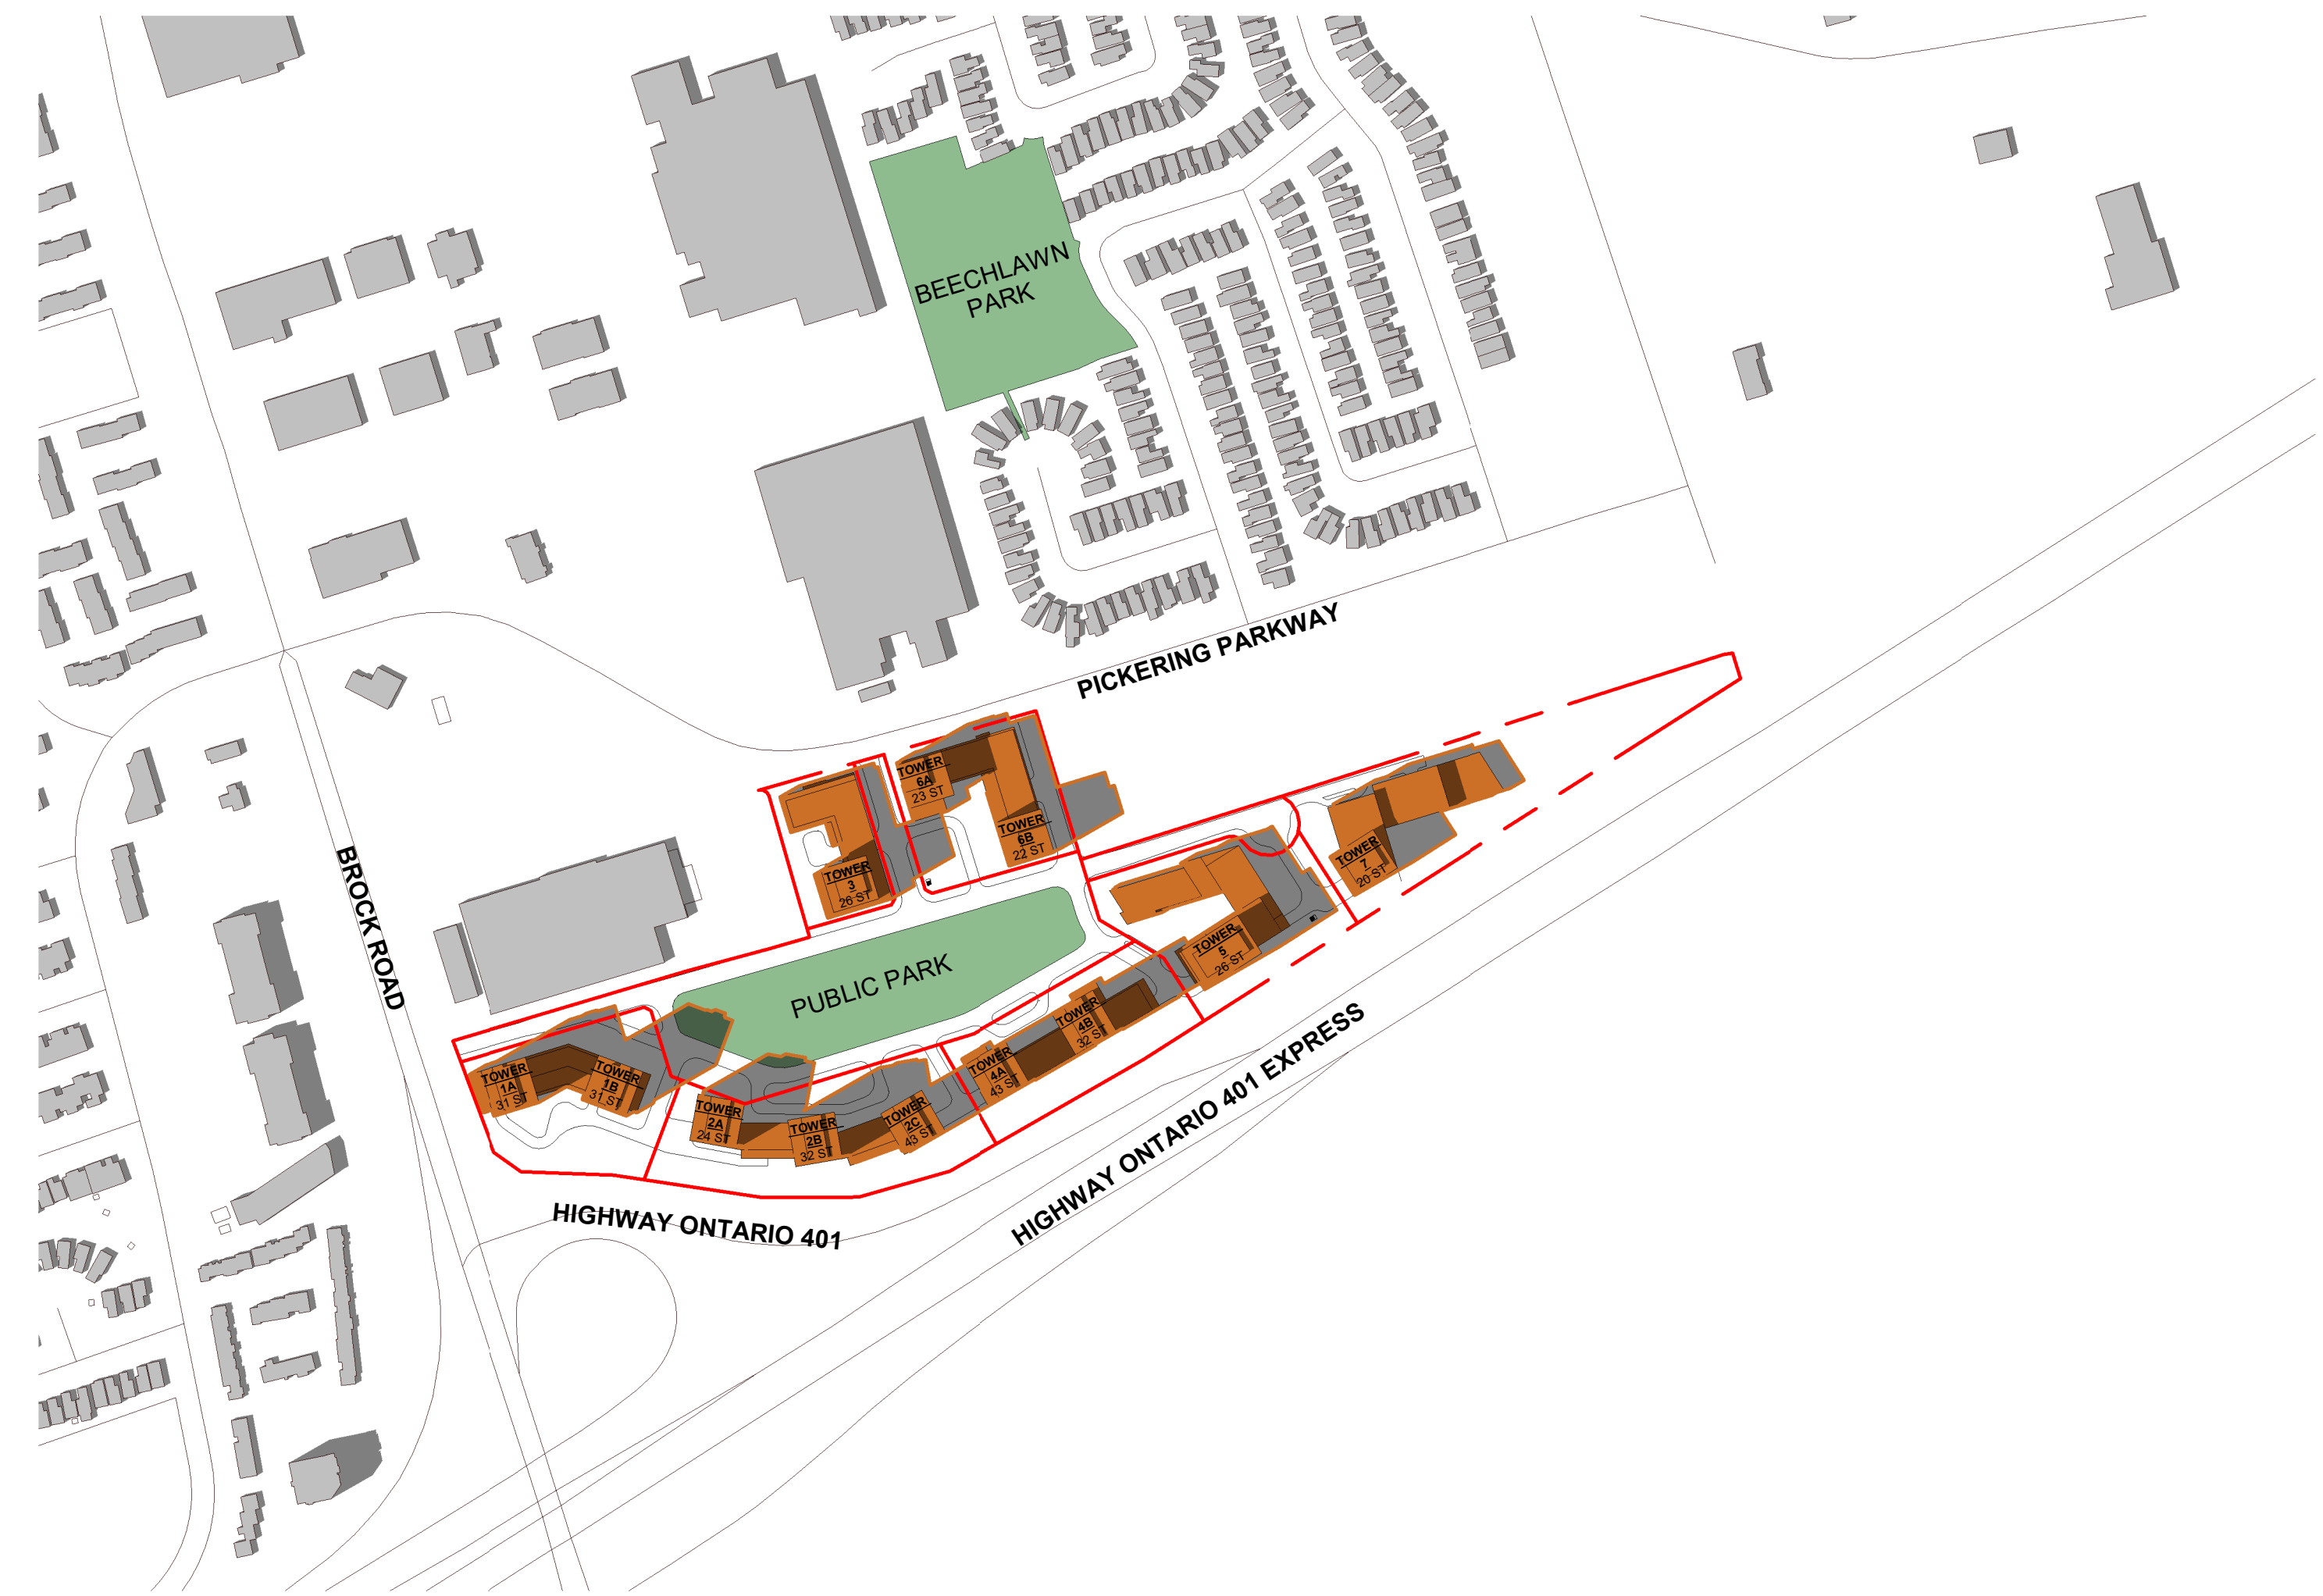 BEECHLAWN
PARK
PICKERING PARKWAY
TOWER
6A
23 ST
TOWER
6B
22 ST
TOWER
3
26 ST
TOWER
7
20 ST
BROCK ROAD
TOWER
5
26 ST
PUBLIC PARK
TOWER
4B
32 ST
TOWER
4A
43 ST
TOWER
1A
31 ST
TOWER
1B
31 ST
TOWER
2A
24 ST
TOWER
2B
32 ST
TOWER
2C
43 ST
HIGHWAY ONTARIO 401
HIGHWAY ONTARIO 401 EXPRESS